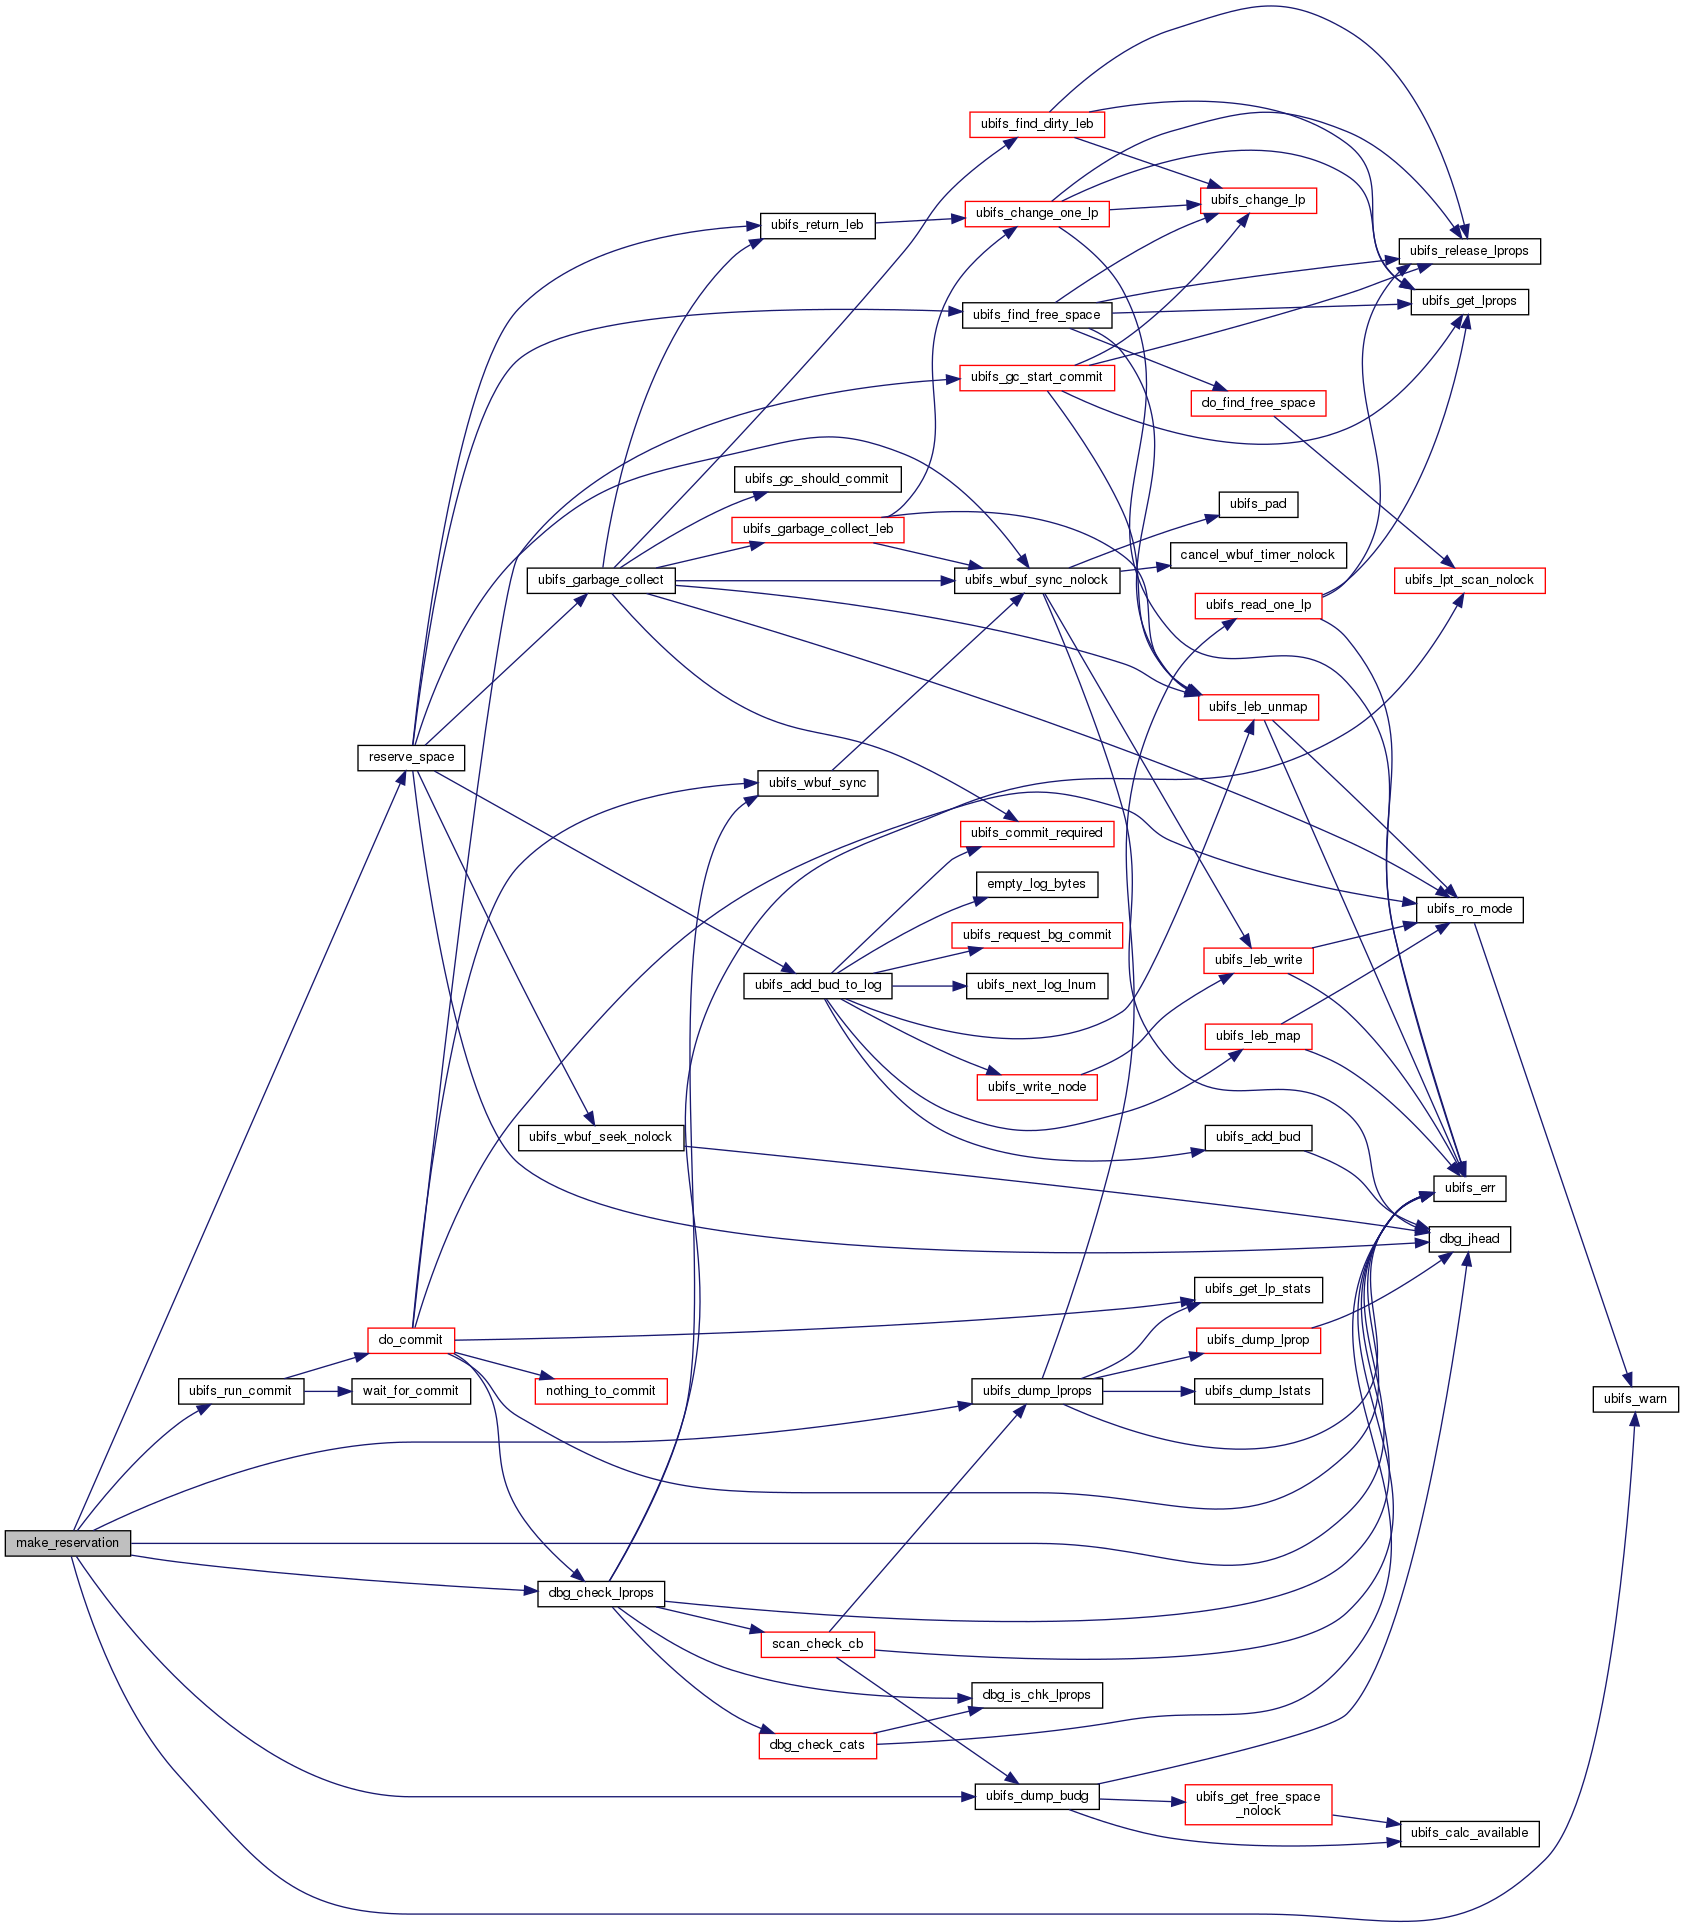 ubifs_find_dirty_leb
ubifs_change_lp
ubifs_change_one_lp
ubifs_return_leb
ubifs_release_lprops
ubifs_get_lprops
ubifs_find_free_space
ubifs_gc_start_commit
do_find_free_space
ubifs_gc_should_commit
ubifs_pad
ubifs_garbage_collect_leb
cancel_wbuf_timer_nolock
ubifs_garbage_collect
ubifs_wbuf_sync_nolock
ubifs_lpt_scan_nolock
ubifs_read_one_lp
ubifs_leb_unmap
reserve_space
ubifs_wbuf_sync
ubifs_commit_required
empty_log_bytes
ubifs_ro_mode
ubifs_request_bg_commit
ubifs_leb_write
ubifs_add_bud_to_log
ubifs_next_log_lnum
ubifs_leb_map
ubifs_write_node
ubifs_wbuf_seek_nolock
ubifs_add_bud
ubifs_err
dbg_jhead
ubifs_get_lp_stats
do_commit
ubifs_dump_lprop
ubifs_run_commit
wait_for_commit
nothing_to_commit
ubifs_dump_lprops
ubifs_dump_lstats
ubifs_warn
make_reservation
dbg_check_lprops
scan_check_cb
dbg_is_chk_lprops
dbg_check_cats
ubifs_dump_budg
ubifs_get_free_space
_nolock
ubifs_calc_available